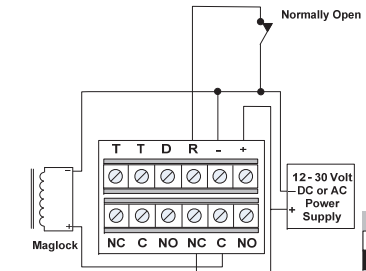 Normally Open
T T D R - +
12 - 30 Volt
DC or AC
Power
Supply
-
+
-
+
Maglock
NC C NO NC C NO